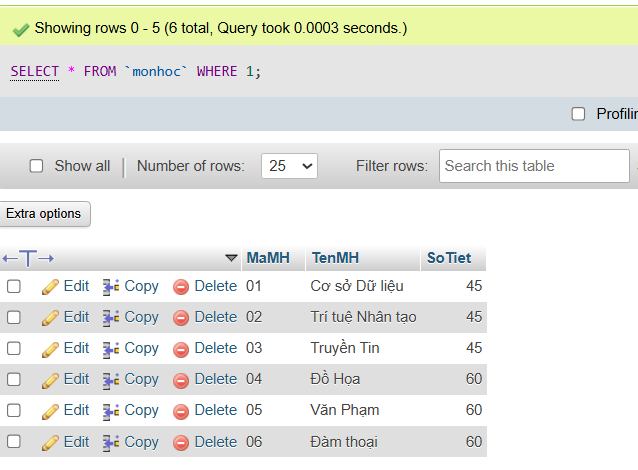 Showing rows 0 - 5 (6 total, Query took 0.0003 seconds.)
SELECT * FROM `monhoc` WHERE 1;
Show all Number of rows: 25 Filter rows: Search this table
Extra options
MaMH TenMH SoTiet
Edit Copy Delete 01 Cơ sở Dữ liệu 45
Edit Copy Delete 02 Trí tuệ Nhân tạo 45
Edit Copy Delete 03 Truyền Tin 45
Edit Copy Delete 04 Đồ Họa 60
Edit Copy Delete 05 Văn Phạm 60
Edit Copy Delete 06 Đàm thoại 60